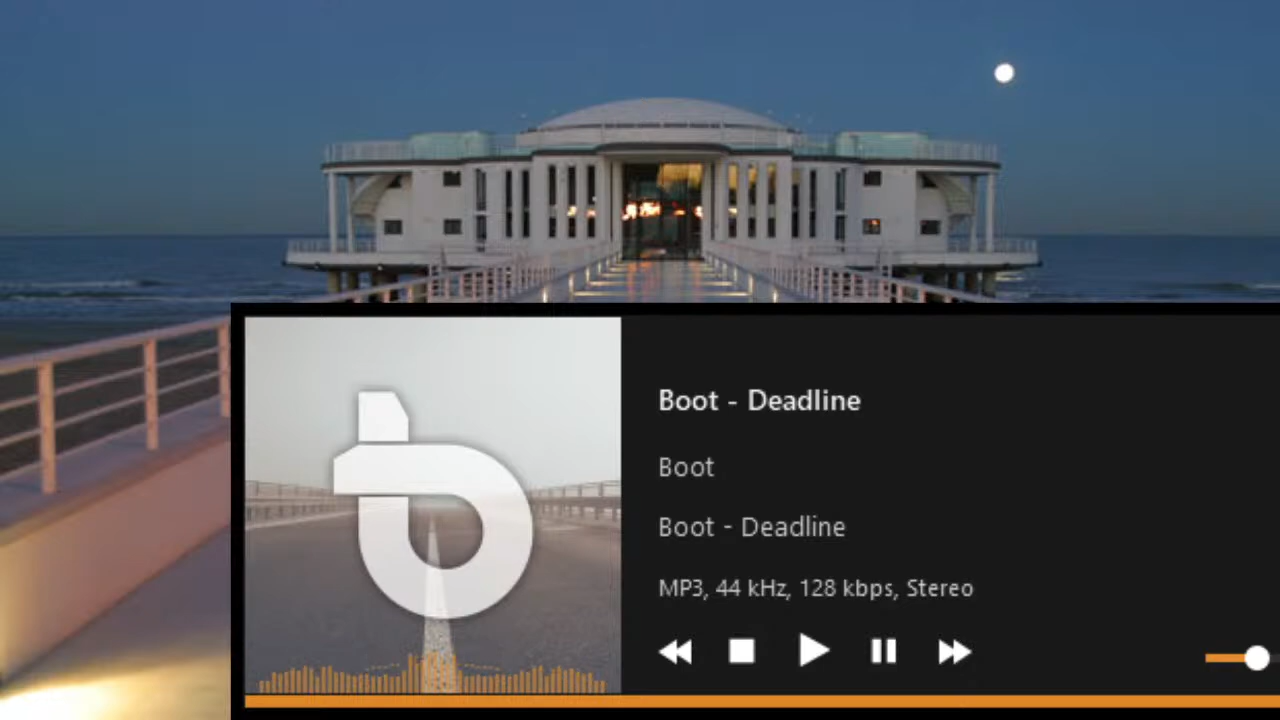 Boot - Deadline
Boot
Boot - Deadline
MP3, 44 kHz, 128 kbps, Stereo